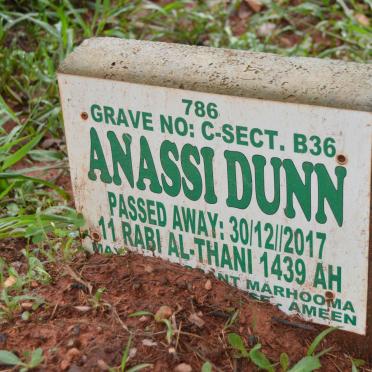 786
GRAVE NO: C-SECT. B36
ANASSI DUNN
PASSED AWAY: 30/12//2017
11 RABI AL-THANI 1439 AH
MARHOOMA
AMEEN